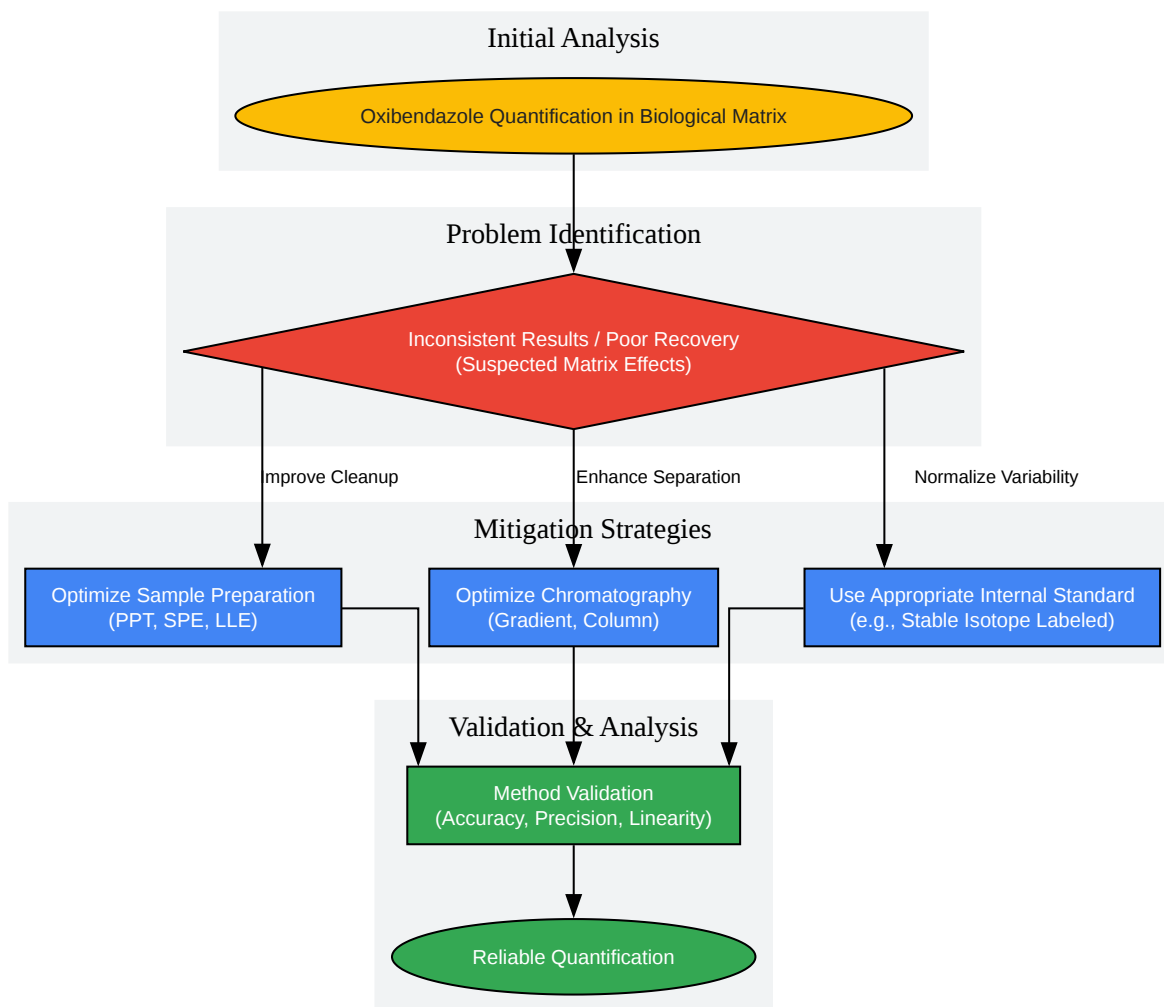 Initial Analysis
Oxibendazole Quantification in Biological Matrix
Problem Identification
Inconsistent Results / Poor Recovery
(Suspected Matrix Effects)
Improve Cleanup
Enhance Separation
Normalize Variability
Mitigation Strategies
Optimize Sample Preparation
(PPT, SPE, LLE)
Optimize Chromatography
(Gradient, Column)
Use Appropriate Internal Standard
(e.g., Stable Isotope Labeled)
Validation & Analysis
Method Validation
(Accuracy, Precision, Linearity)
Reliable Quantification